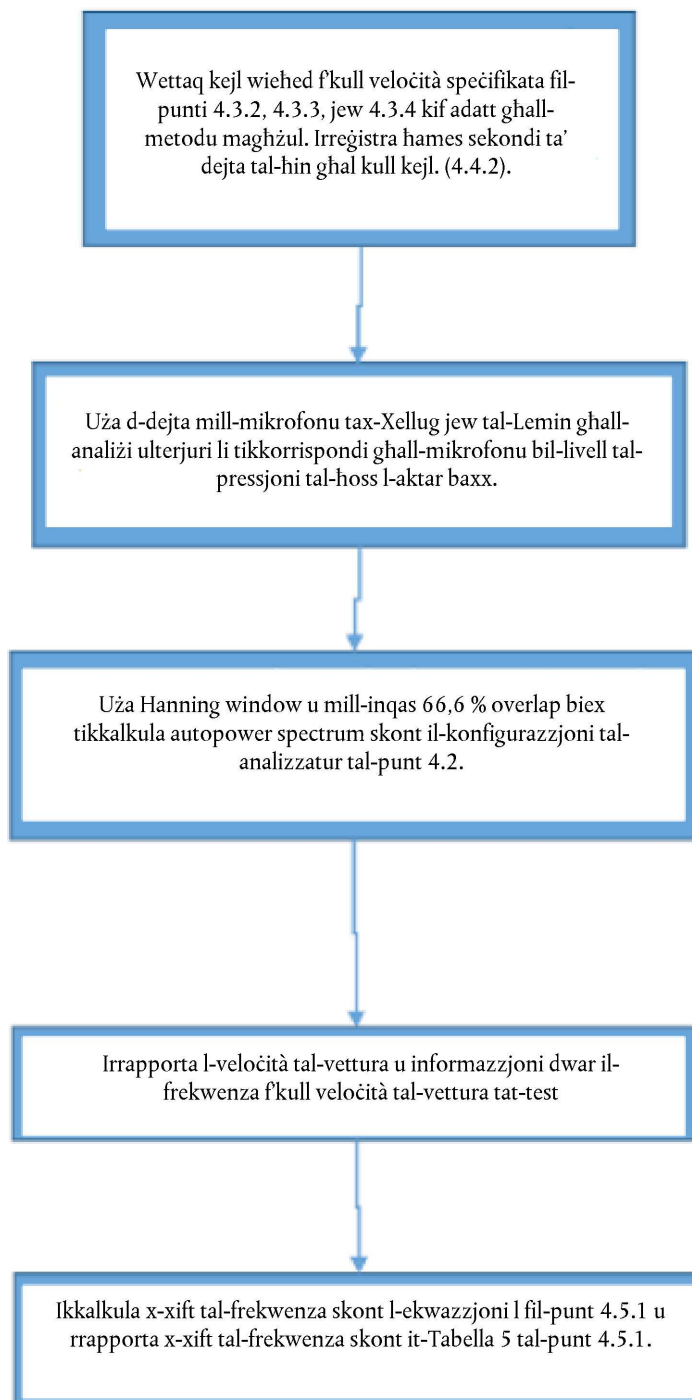 Wettaq kejl wieħed f'kull veloċità speċifikata fil-
punti 4.3.2, 4.3.3, jew 4.3.4 kif adatt għall-
metodu magħżul. Irreġistra ħames sekondi ta'
dejta tal-ħin għal kull kejl. (4.4.2).
Uża d-dejta mill-mikrofonu tax-Xellug jew tal-Lemin għall-
analiżi ulterjuri li tikkorrispondi għall-mikrofonu bil-livell tal-
pressjoni tal-ħoss l-aktar baxx.
Uża Hanning window u mill-inqas 66,6 % overlap biex
tikkalkula autopower spectrum skont il-konfigurazzjoni tal-
analizzatur tal-punt 4.2.
Irrapporta l-veloċità tal-vettura u informazzjoni dwar il-
frekwenza f'kull veloċità tal-vettura tat-test
Ikkalkula x-xift tal-frekwenza skont l-ekwazzjoni l fil-punt 4.5.1 u
rrapporta x-xift tal-frekwenza skont it-Tabella 5 tal-punt 4.5.1.